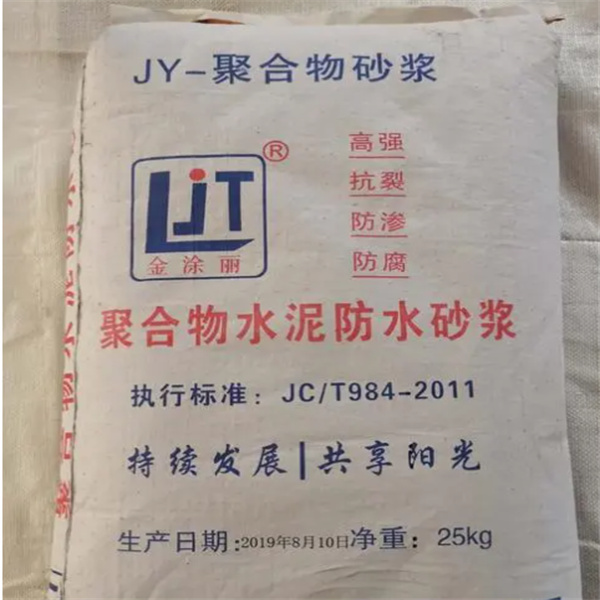 JY-聚合物砂浆
LJT®
金涂丽
高强
抗裂
防渗
防腐
聚合物水泥防水砂浆
执行标准：JC/T984-2011
持续发展|共享阳光
生产日期:2019年8月10日净重：25kg